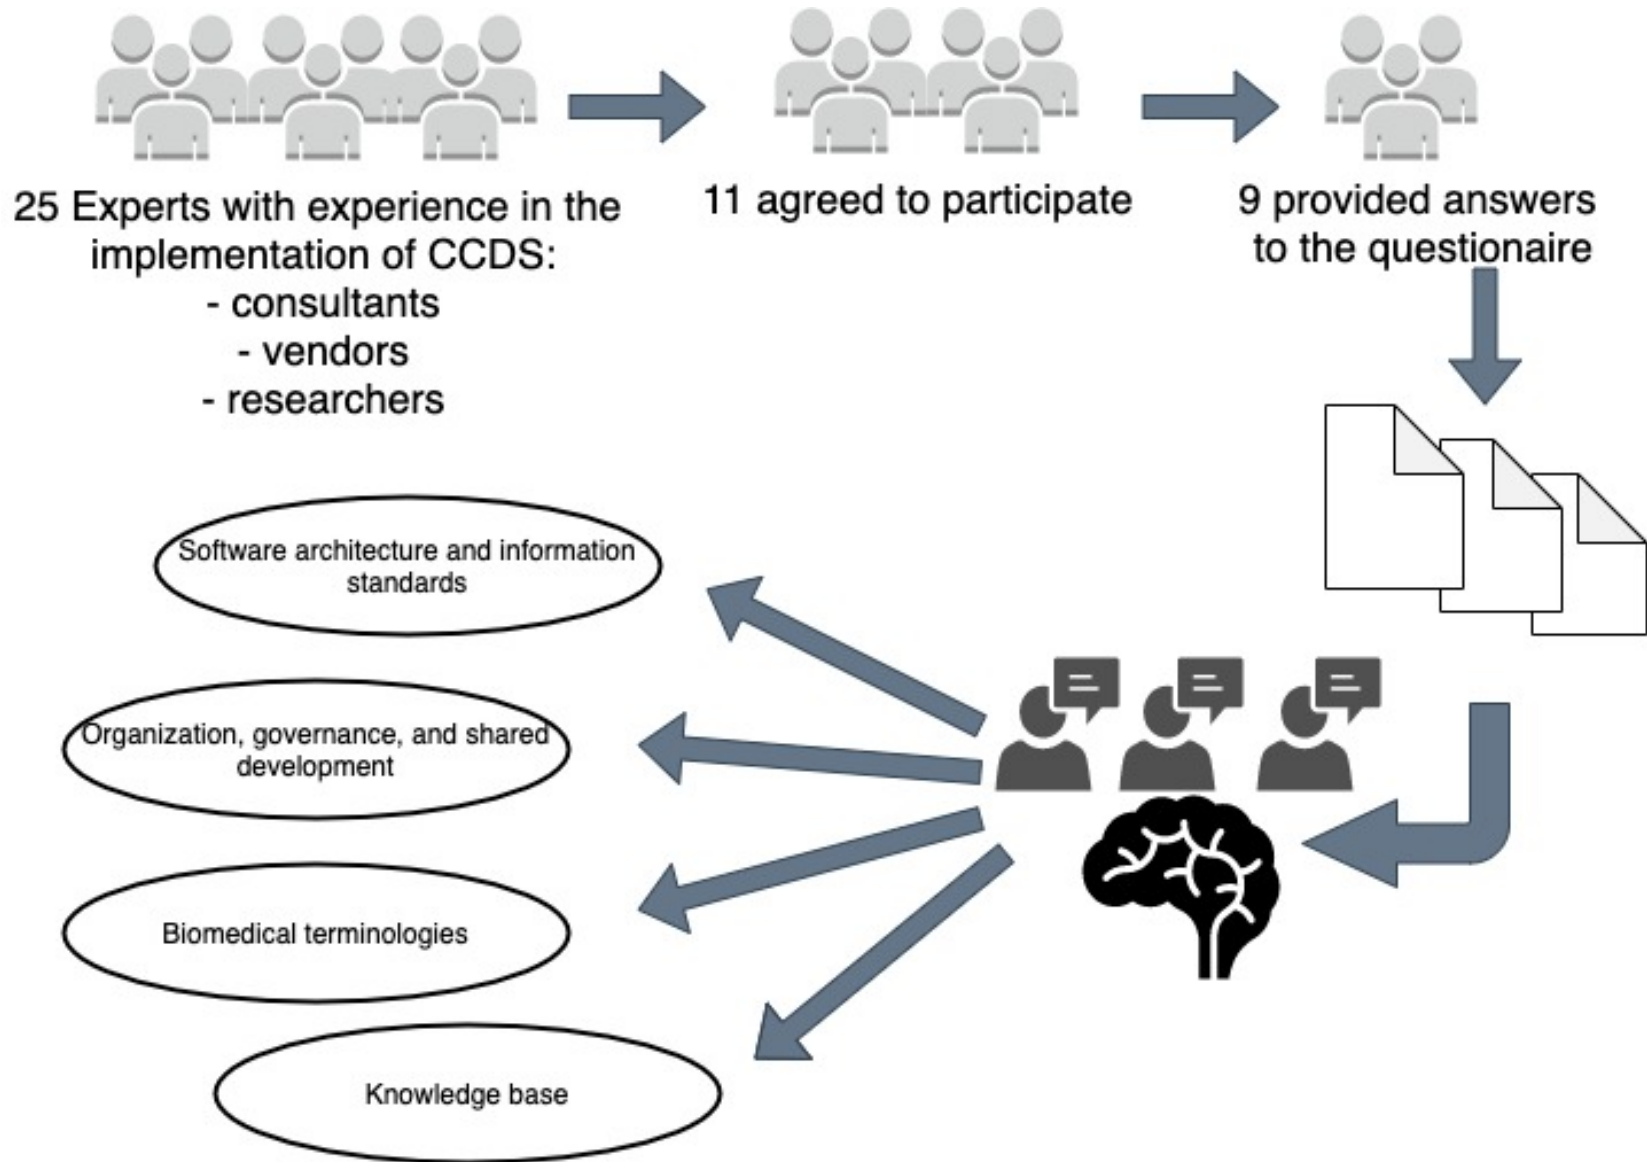 25 Experts with experience in the
implementation of CCDS:
- consultants
- vendors
- researchers
11 agreed to participate
9 provided answers
to the questionaire
Software architecture and information
standards
Organization, governance, and shared
development
Biomedical terminologies
Knowledge base